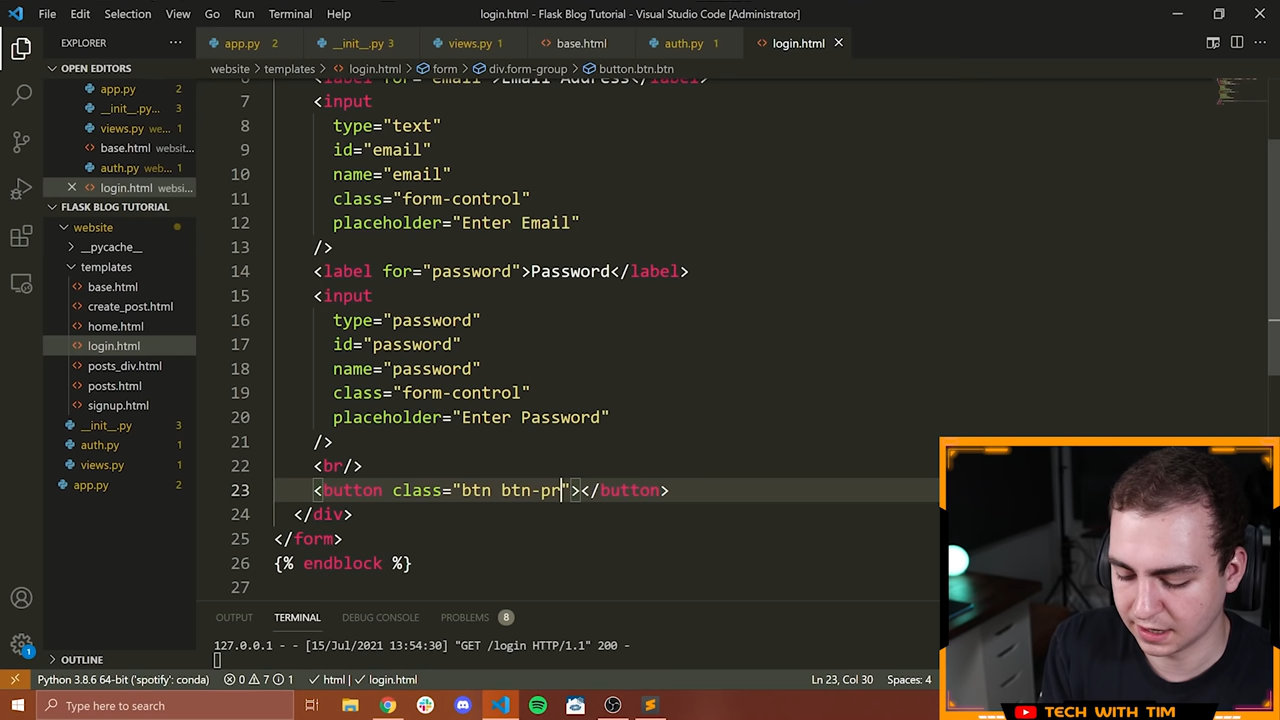 File Edit Selection View Go Run Terminal Help login.html - Flask Blog Tutorial - Visual Studio Code [Administrator]
EXPLORER
app.py 2 __init__.py 3 views.py 1 base.html auth.py 1 login.html
OPEN EDITORS
website > templates > login.html > form > div.form-group > button.btn.btn
app.py 2
__init__.py... 3
views.py we... 1
base.html websit...
auth.py web... 1
login.html websi...
FLASK BLOG TUTORIAL
website
__pycache__
templates
base.html
create_post.html
home.html
login.html
posts_div.html
posts.html
signup.html
__init__.py 3
auth.py 1
views.py 1
app.py 2
OUTLINE
6 <label for="email">Email Address</label>
7 <input
8 type="text"
9 id="email"
10 name="email"
11 class="form-control"
12 placeholder="Enter Email"
13 />
14 <label for="password">Password</label>
15 <input
16 type="password"
17 id="password"
18 name="password"
19 class="form-control"
20 placeholder="Enter Password"
21 />
22 <br/>
23 <button class="btn btn-pr"></button>
24 </div>
25 </form>
26 {% endblock %}
27
OUTPUT TERMINAL DEBUG CONSOLE PROBLEMS 8
127.0.0.1 - - [15/Jul/2021 13:54:30] "GET /login HTTP/1.1" 200 -
1
Python 3.8.6 64-bit ('spotify': conda) 0 7 1 html login.html Ln 23, Col 30 Spaces: 4
Type here to search
TECH WITH TIM